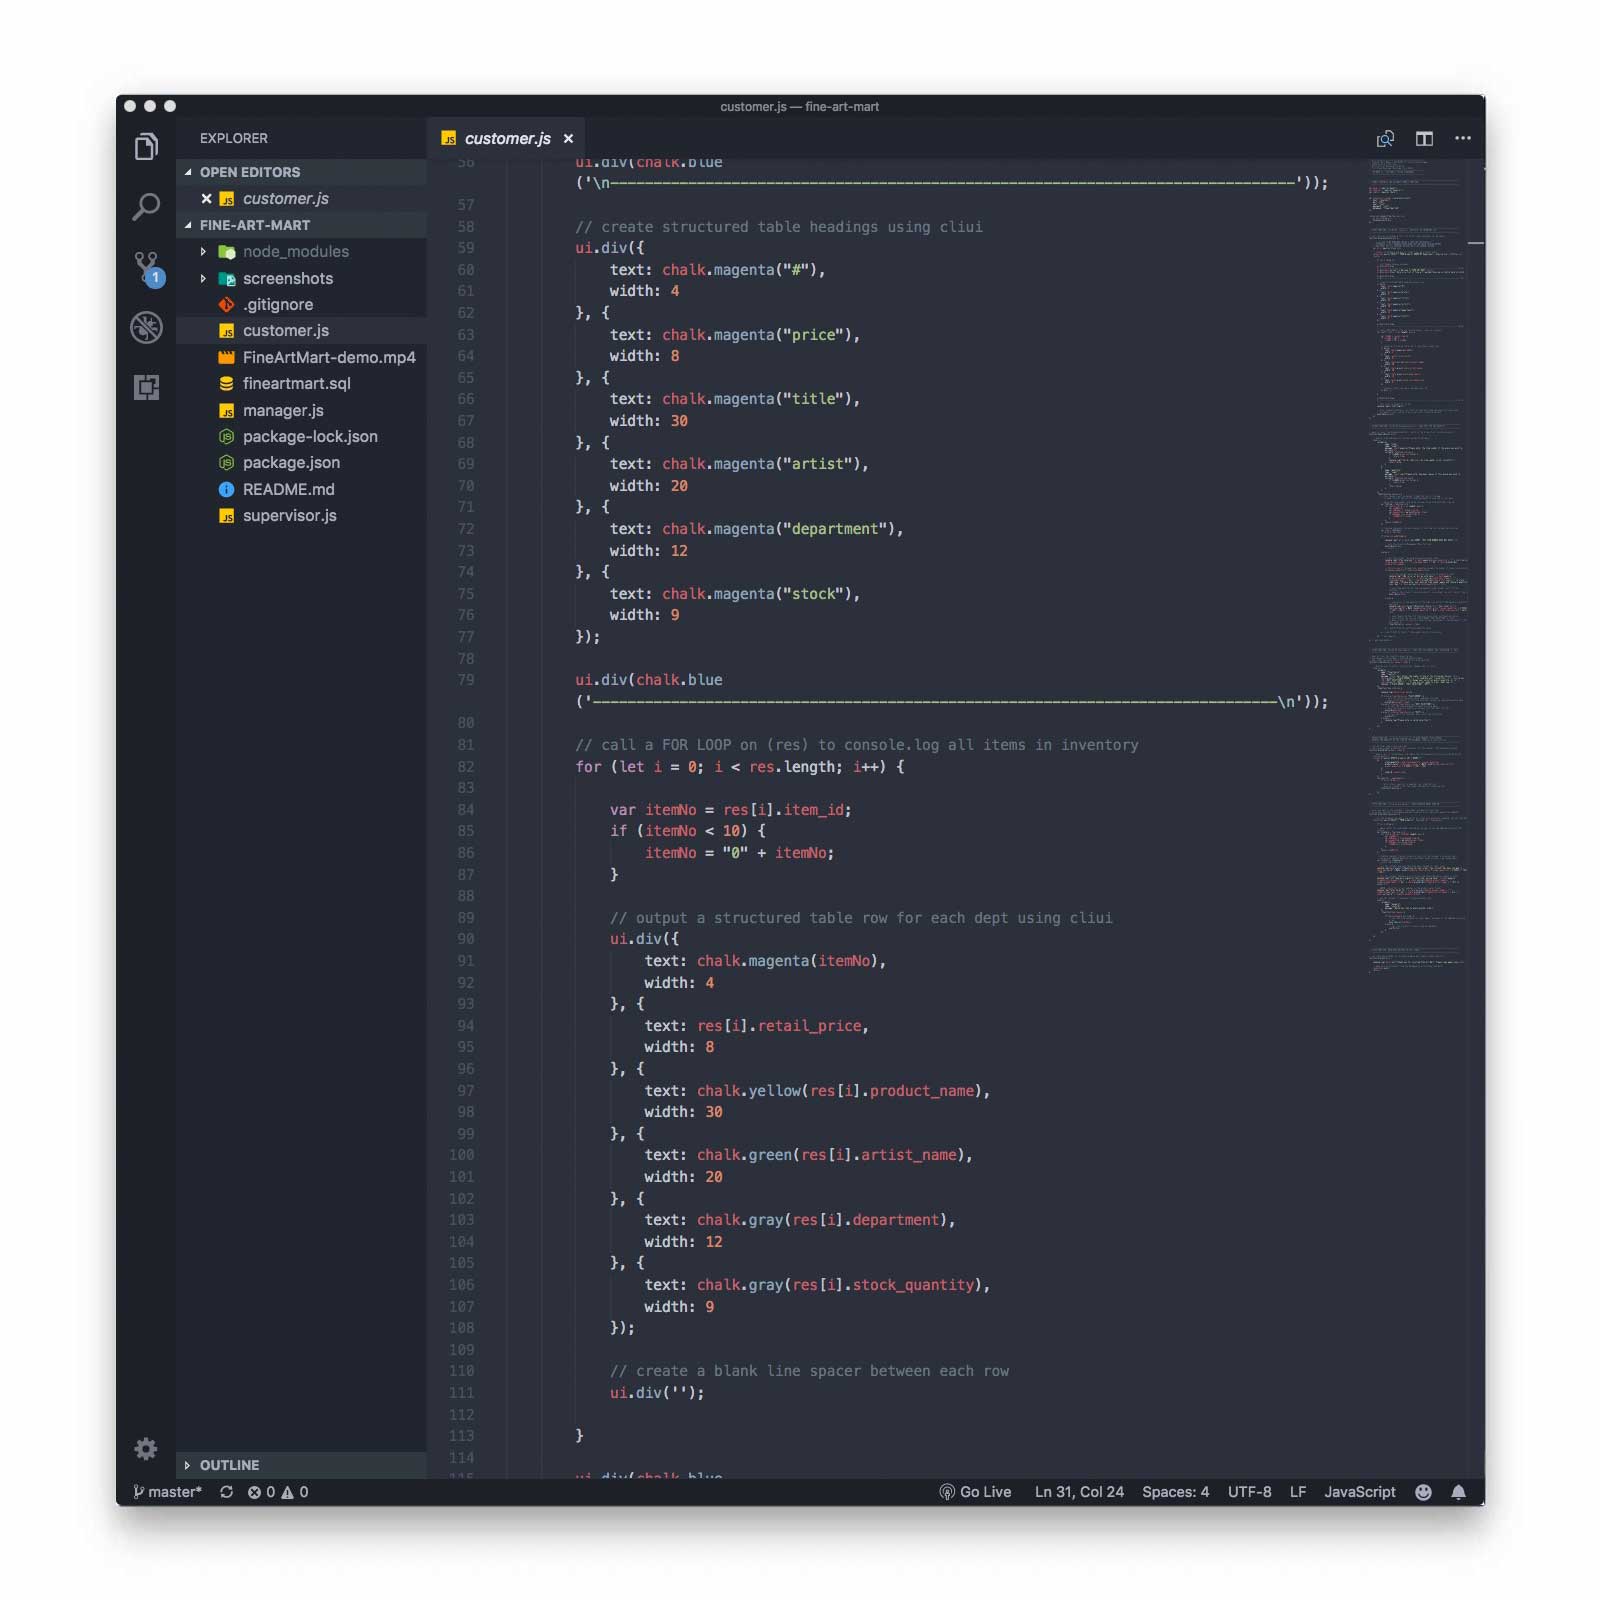 customer.js — fine-art-mart
EXPLORER
OPEN EDITORS
customer.js
FINE-ART-MART
node_modules
screenshots
.gitignore
customer.js
FineArtMart-demo.mp4
fineartmart.sql
manager.js
package-lock.json
package.json
README.md
supervisor.js
OUTLINE
customer.js
56 ui.div(chalk.blue
('\n———————————————————————————————————————————————————————————————————————————————'));
57
58 // create structured table headings using cliui
59 ui.div({
60 text: chalk.magenta("#"),
61 width: 4
62 }, {
63 text: chalk.magenta("price"),
64 width: 8
65 }, {
66 text: chalk.magenta("title"),
67 width: 30
68 }, {
69 text: chalk.magenta("artist"),
70 width: 20
71 }, {
72 text: chalk.magenta("department"),
73 width: 12
74 }, {
75 text: chalk.magenta("stock"),
76 width: 9
77 });
78
79 ui.div(chalk.blue
('———————————————————————————————————————————————————————————————————————————————\n'));
80
81 // call a FOR LOOP on (res) to console.log all items in inventory
82 for (let i = 0; i < res.length; i++) {
83
84 var itemNo = res[i].item_id;
85 if (itemNo < 10) {
86 itemNo = "0" + itemNo;
87 }
88
89 // output a structured table row for each dept using cliui
90 ui.div({
91 text: chalk.magenta(itemNo),
92 width: 4
93 }, {
94 text: res[i].retail_price,
95 width: 8
96 }, {
97 text: chalk.yellow(res[i].product_name),
98 width: 30
99 }, {
100 text: chalk.green(res[i].artist_name),
101 width: 20
102 }, {
103 text: chalk.gray(res[i].department),
104 width: 12
105 }, {
106 text: chalk.gray(res[i].stock_quantity),
107 width: 9
108 });
109
110 // create a blank line spacer between each row
111 ui.div('');
112
113 }
114
115 ui.div(chalk.blue
master* 0 0 Go Live Ln 31, Col 24 Spaces: 4 UTF-8 LF JavaScript
1